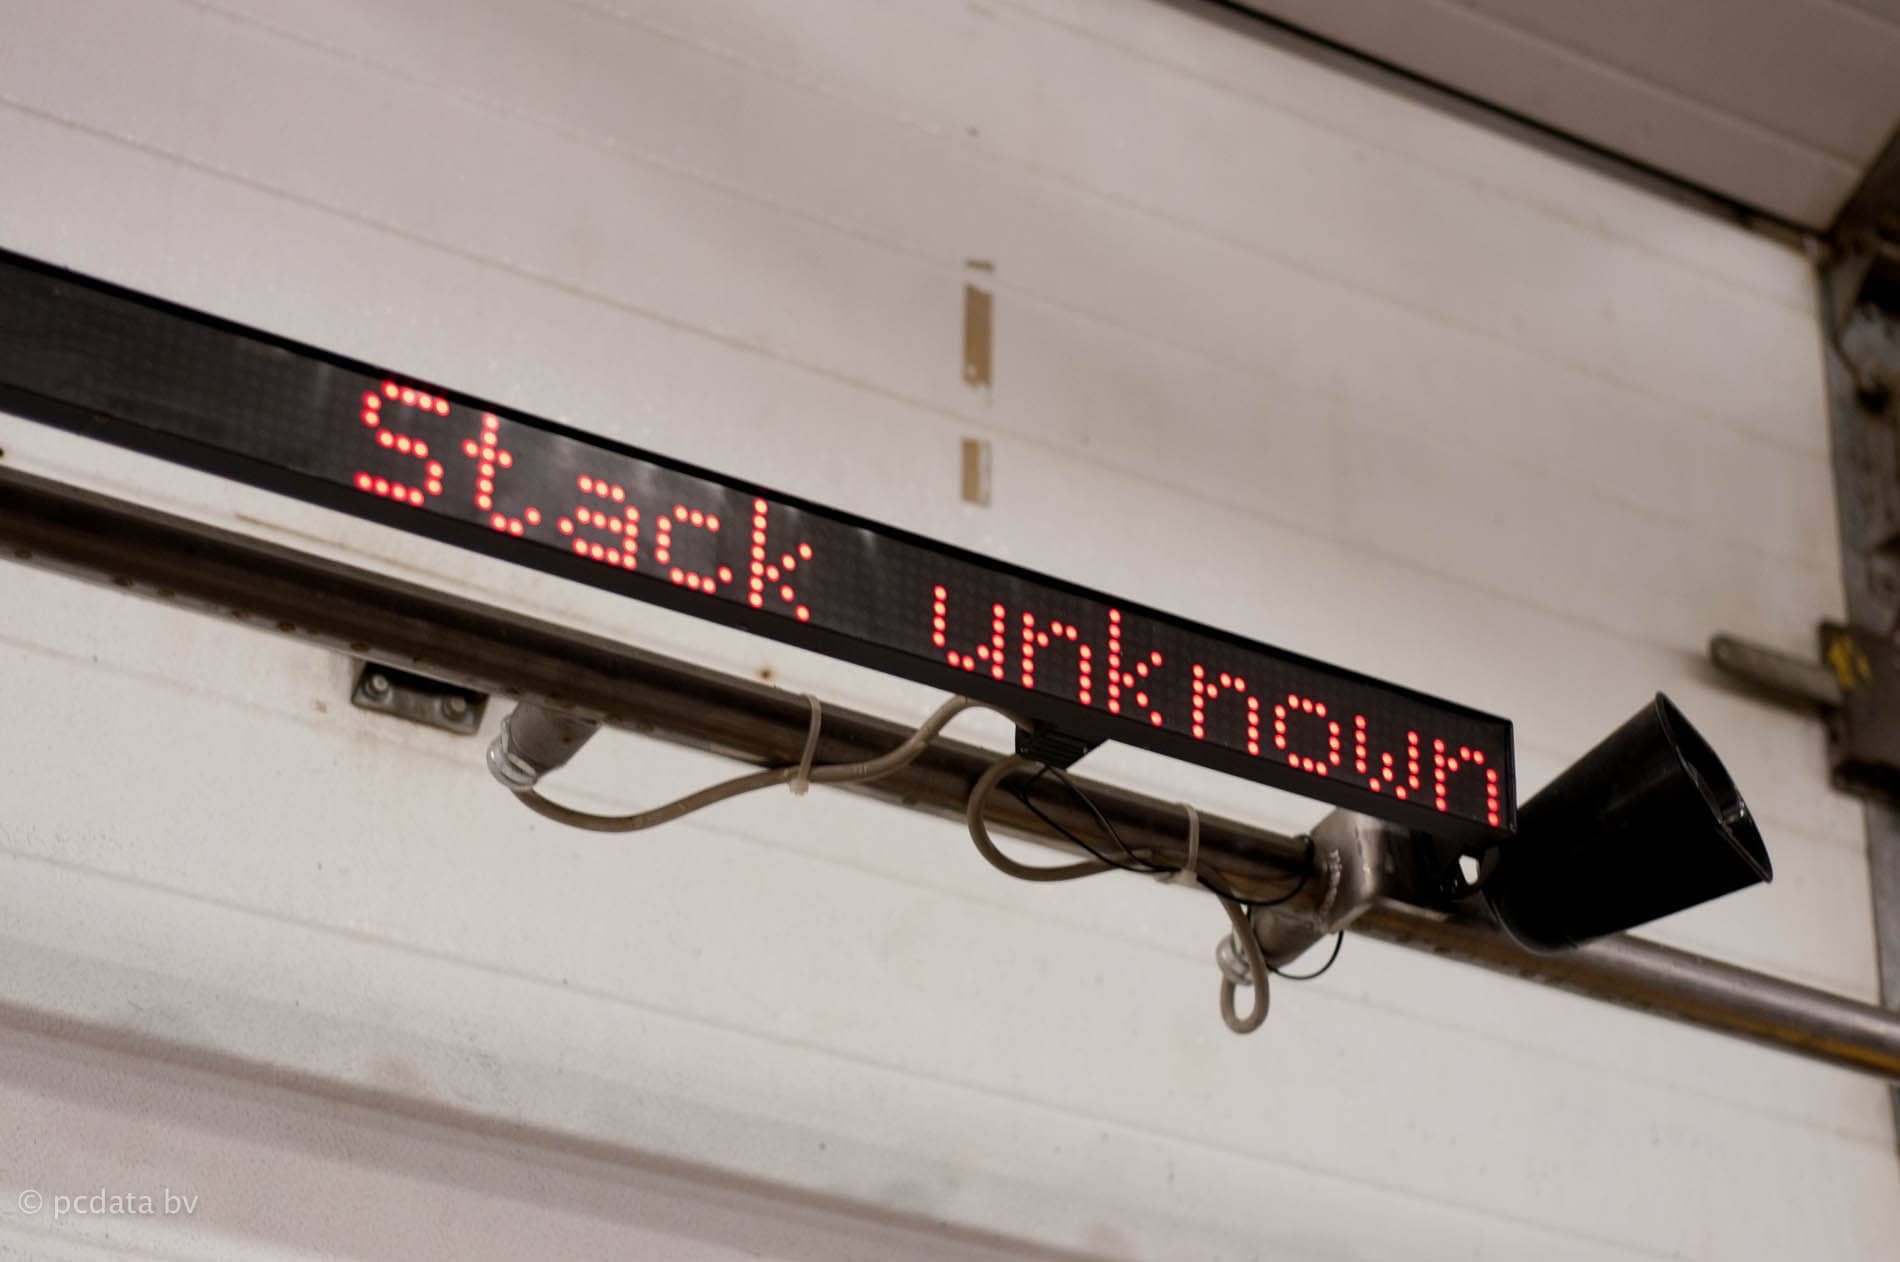 Stack unknown
© pcdata bv